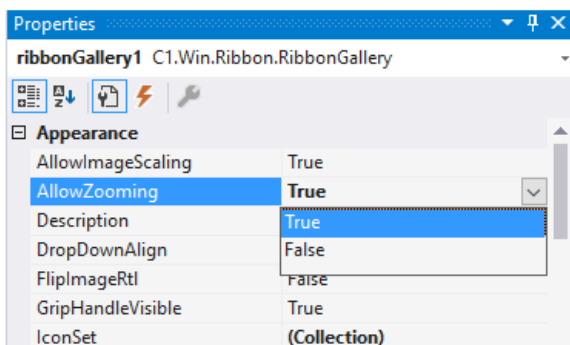 Properties
ribbonGallery1 C1.Win.Ribbon.RibbonGallery
Appearance
AllowImageScaling True
AllowZooming True
Description True
DropDownAlign False
FlipImageRtl False
GripHandleVisible True
IconSet (Collection)